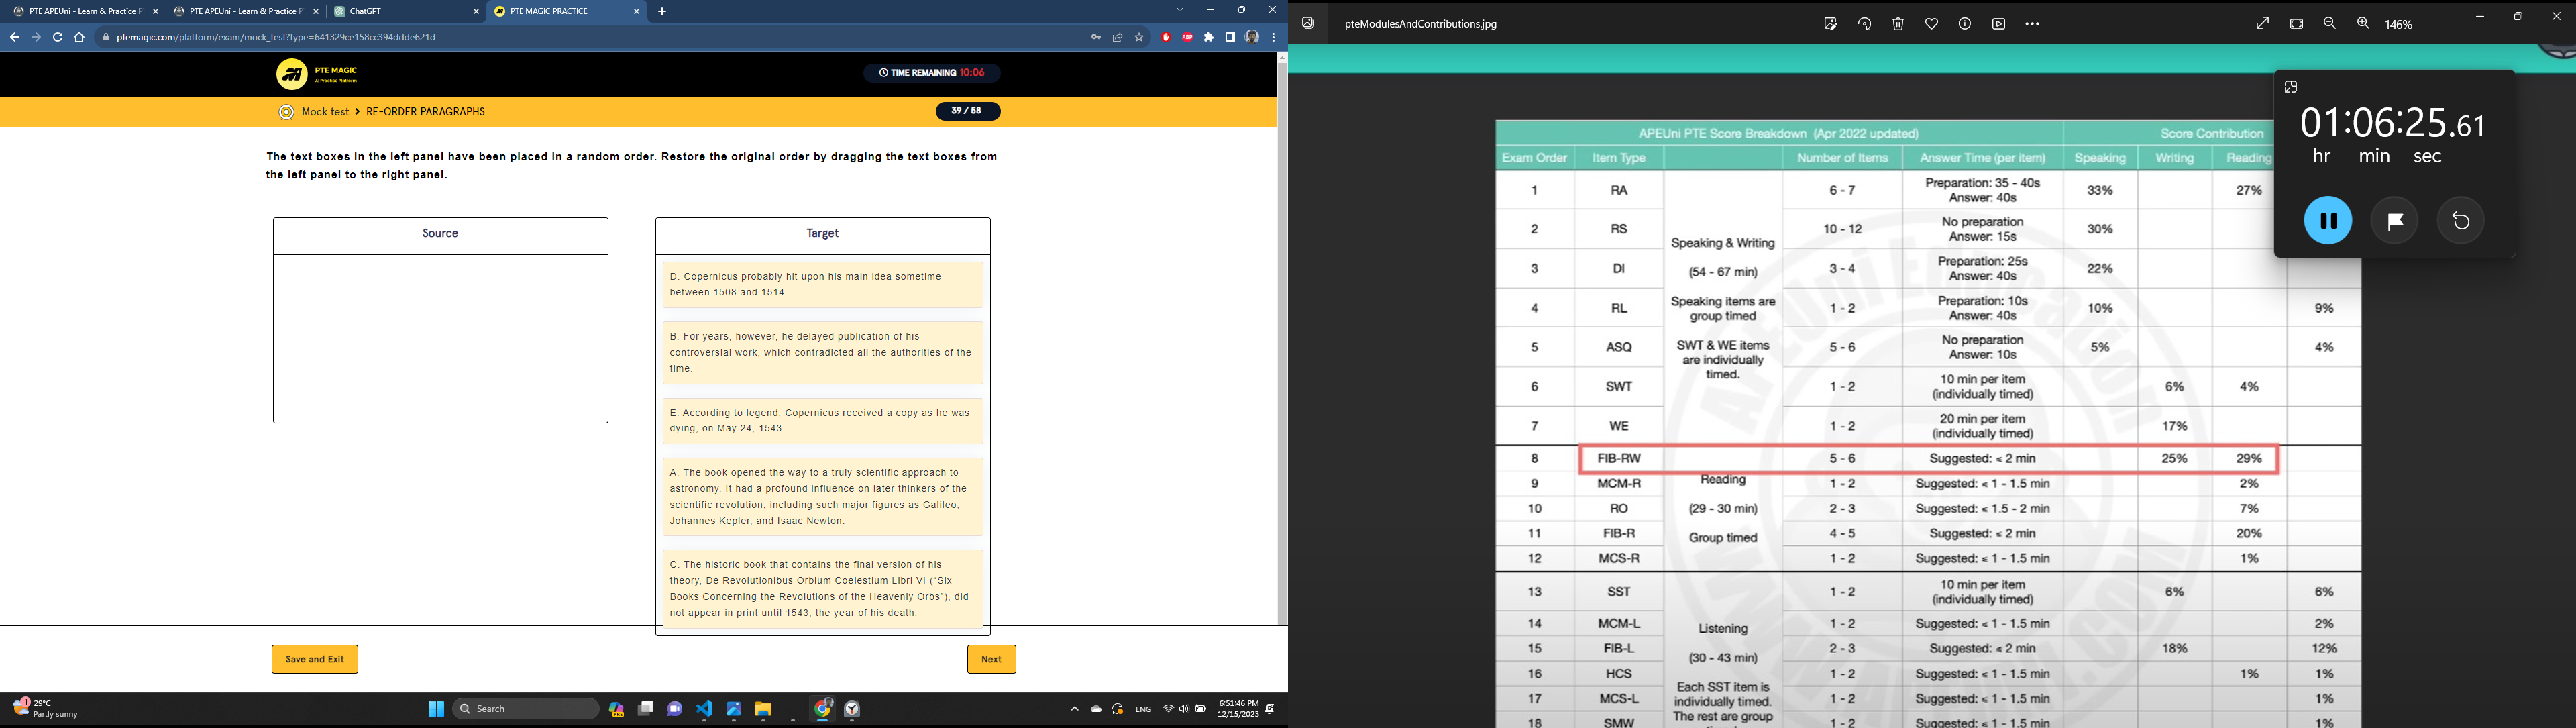 PTE APEUni - Learn & Practice P
PTE APEUni - Learn & Practice P
ChatGPT
PTE MAGIC PRACTICE
ptemagic.com/platform/exam/mock_test?type=641329ce158cc394ddde621d
PTE MAGIC
AI Practice Platform
TIME REMAINING 10:06
Mock test > RE-ORDER PARAGRAPHS
39 / 58
The text boxes in the left panel have been placed in a random order. Restore the original order by dragging the text boxes from
the left panel to the right panel.
Source
Target
D. Copernicus probably hit upon his main idea sometime
between 1508 and 1514.
B. For years, however, he delayed publication of his
controversial work, which contradicted all the authorities of the
time.
E. According to legend, Copernicus received a copy as he was
dying, on May 24, 1543.
A. The book opened the way to a truly scientific approach to
astronomy. It had a profound influence on later thinkers of the
scientific revolution, including such major figures as Galileo,
Johannes Kepler, and Isaac Newton.
C. The historic book that contains the final version of his
theory, De Revolutionibus Orbium Coelestium Libri VI ("Six
Books Concerning the Revolutions of the Heavenly Orbs"), did
not appear in print until 1543, the year of his death.
Save and Exit
Next
29°C
Partly sunny
Search
ENG
6:51:46 PM
12/15/2023
pteModulesAndContributions.jpg
146%
01:06:25.61
hr min sec
APEUni PTE Score Breakdown (Apr 2022 updated)
Score Contribution
Exam Order Item Type Number of Items Answer Time (per item) Speaking Writing Reading
1 RA 6 - 7 Preparation: 35 - 40s
Answer: 40s 33% 27%
2 RS 10 - 12 No preparation
Answer: 15s 30%
Speaking & Writing
(54 - 67 min)
3 DI 3 - 4 Preparation: 25s
Answer: 40s 22%
Speaking items are
group timed
4 RL 1 - 2 Preparation: 10s
Answer: 40s 10% 9%
SWT & WE items
are individually
timed.
5 ASQ 5 - 6 No preparation
Answer: 10s 5% 4%
6 SWT 1 - 2 10 min per item
(individually timed) 6% 4%
7 WE 1 - 2 20 min per item
(individually timed) 17%
8 FIB-RW 5 - 6 Suggested: < 2 min 25% 29%
Reading
9 MCM-R 1 - 2 Suggested: ≤ 1 - 1.5 min 2%
(29 - 30 min)
10 RO 2 - 3 Suggested: ≤ 1.5 - 2 min 7%
Group timed
11 FIB-R 4 - 5 Suggested: ≤ 2 min 20%
12 MCS-R 1 - 2 Suggested: ≤ 1 - 1.5 min 1%
13 SST 1 - 2 10 min per item
(individually timed) 6% 6%
14 MCM-L 1 - 2 Suggested: ≤ 1 - 1.5 min 2%
Listening
15 FIB-L 2 - 3 Suggested: ≤ 2 min 18% 12%
(30 - 43 min)
16 HCS 1 - 2 Suggested: ≤ 1 - 1.5 min 1% 1%
Each SST item is
individually timed.
The rest are group
17 MCS-L 1 - 2 Suggested: ≤ 1 - 1.5 min 1%
18 SMW 1 - 2 Suggested: ≤ 1 - 1.5 min 1%